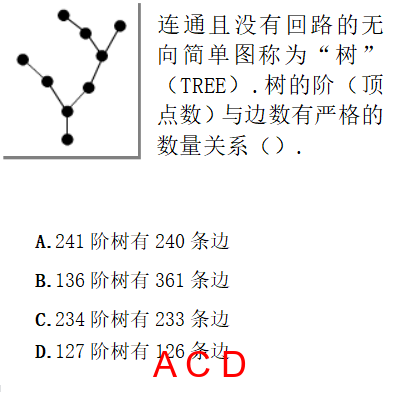 连通且没有回路的无
向简单图称为“树”
（TREE）.树的阶（顶
点数）与边数有严格的
数量关系（）.
A.241 阶树有 240 条边
B.136 阶树有 361 条边
C.234 阶树有 233 条边
D.127 阶树有 126 条边
A C D